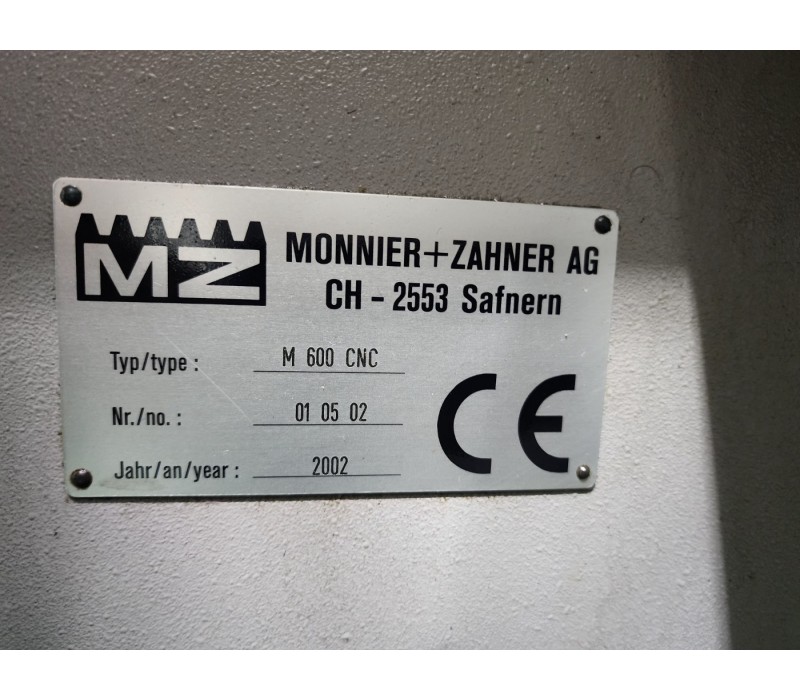 MZ
MONNIER+ZAHNER AG
CH - 2553 Safnern
Typ/type : M 600 CNC
Nr./no. : 01 05 02
Jahr/an/year : 2002
CE